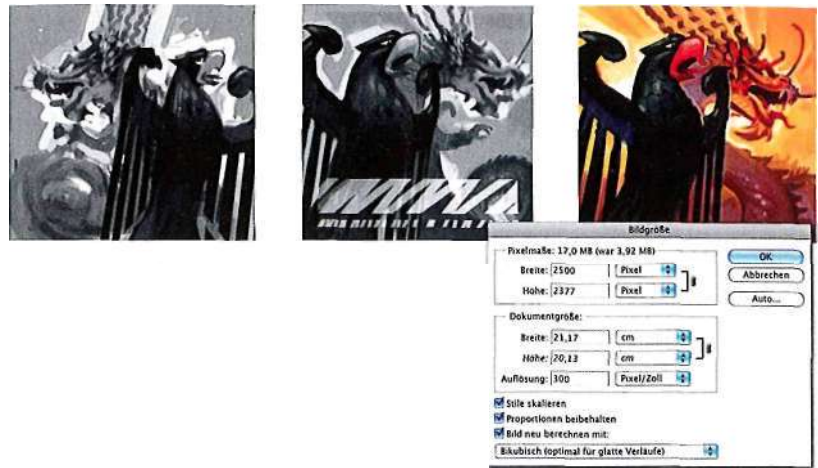 Bildgröße
Pixelmaße: 17,0 MB (war 3,92 MB)
Breite: 2500 Pixel
Höhe: 2377 Pixel
Dokumentgröße:
Breite: 21,17 cm
Höhe: 20,13 cm
Auflösung: 300 Pixel/Zoll
Stile skalieren
Proportionen beibehalten
Bild neu berechnen mit:
Bikubisch (optimal für glatte Verläufe)
OK
Abbrechen
Auto...